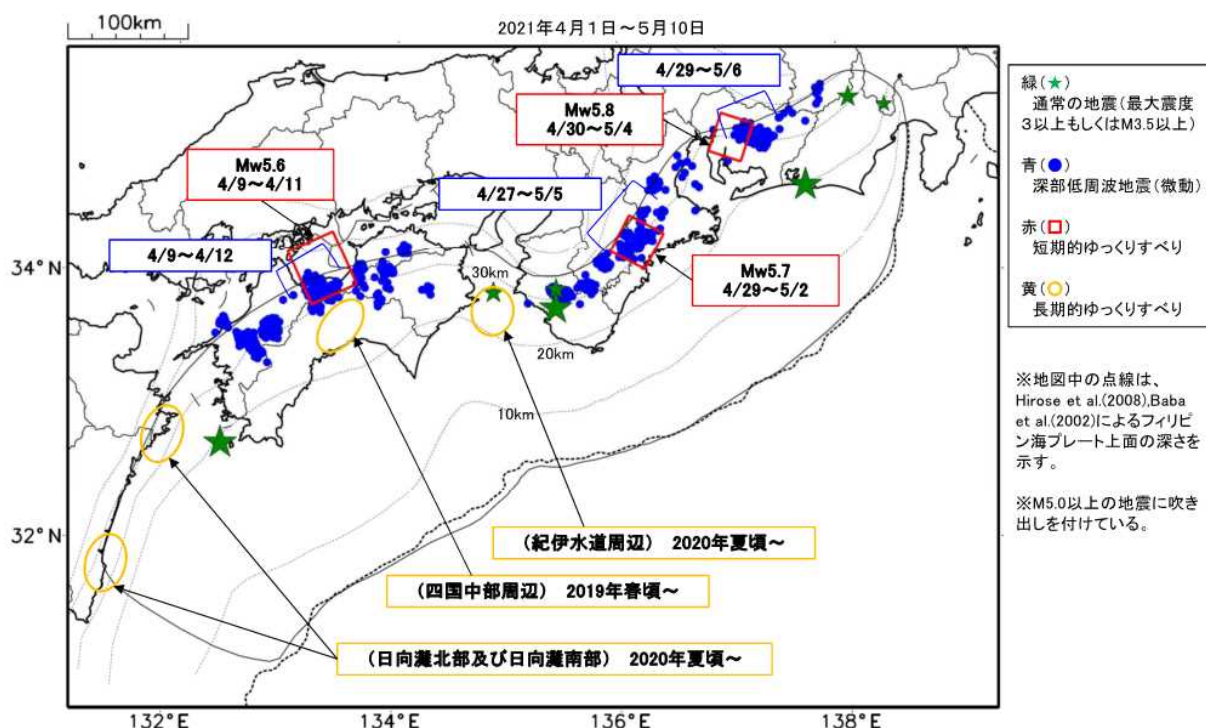 100km
2021年4月1日～5月10日
4/29～5/6
Mw5.8
4/30～5/4
Mw5.6
4/9～4/11
4/27～5/5
4/9～4/12
Mw5.7
4/29～5/2
34°N
32°N
30km
20km
10km
(紀伊水道周辺) 2020年夏頃～
(四国中部周辺) 2019年春頃～
(日向灘北部及び日向灘南部) 2020年夏頃～
132°E
134°E
136°E
138°E
緑(★)
通常の地震(最大震度
3以上もしくはM3.5以上)
青(●)
深部低周波地震(微動)
赤(□)
短期的ゆっくりすべり
黄(○)
長期的ゆっくりすべり
※地図中の点線は、
Hirose et al.(2008),Baba
et al.(2002)によるフィリピ
ン海プレート上面の深さを
示す。
※M5.0以上の地震に吹き
出しを付けている。